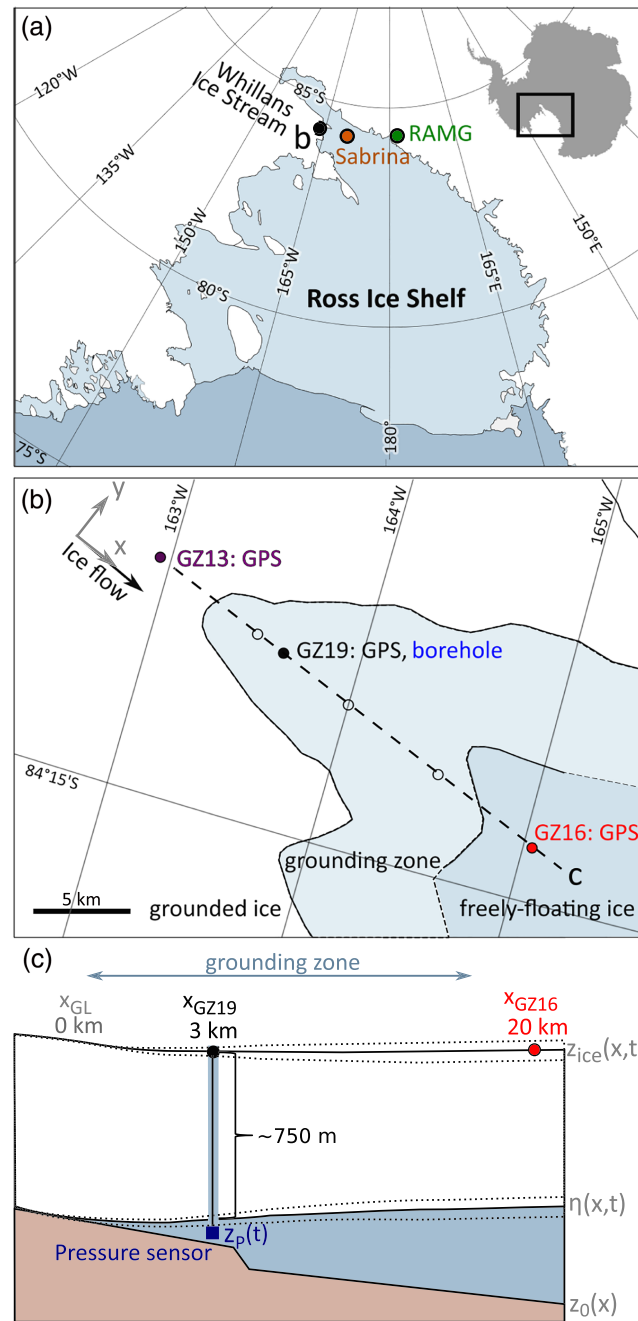 (a)
120°W
135°W
150°W
165°W
180°
165°E
150°E
85°S
80°S
75°S
Whillans
Ice Stream
b
Sabrina
RAMG
Ross Ice Shelf
(b)
y
x
Ice flow
163°W
164°W
165°W
GZ13: GPS
GZ19: GPS, borehole
84°15'S
GZ16: GPS
c
grounding zone
5 km
grounded ice
freely-floating ice
(c)
grounding zone
xGL
0 km
xGZ19
3 km
xGZ16
20 km
zice(x,t)
~750 m
η(x,t)
zP(t)
Pressure sensor
z0(x)